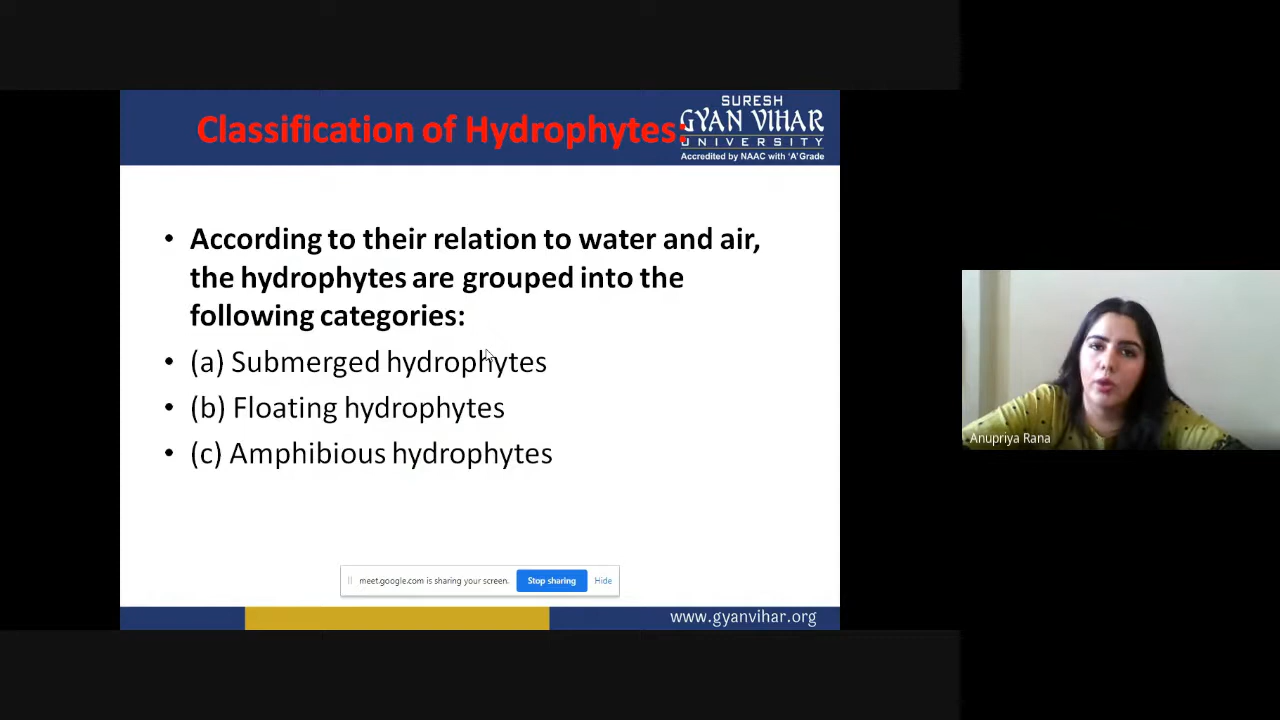 Classification of Hydrophytes:
SURESH
GYAN VIHAR
UNIVERSITY
Accredited by NAAC with 'A' Grade
• According to their relation to water and air,
the hydrophytes are grouped into the
following categories:
• (a) Submerged hydrophytes
• (b) Floating hydrophytes
• (c) Amphibious hydrophytes
Anupriya Rana
meet.google.com is sharing your screen. Stop sharing Hide
www.gyanvihar.org